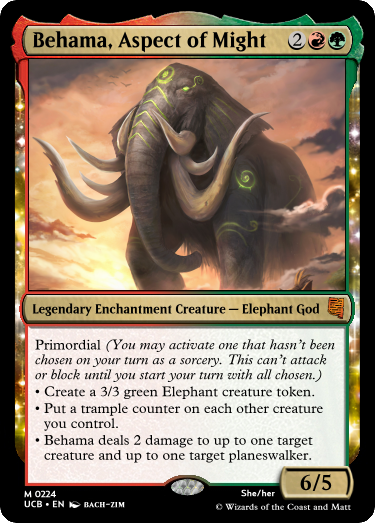 Behama, Aspect of Might 2
Legendary Enchantment Creature — Elephant God
Primordial (You may activate one that hasn't been
chosen on your turn as a sorcery. This can't attack
or block until you start your turn with all chosen.)
• Create a 3/3 green Elephant creature token.
• Put a trample counter on each other creature
you control.
• Behama deals 2 damage to up to one target
creature and up to one target planeswalker.
6/5
M 0224 She/her
UCB • EN BACH-ZIM © Wizards of the Coast and Matt